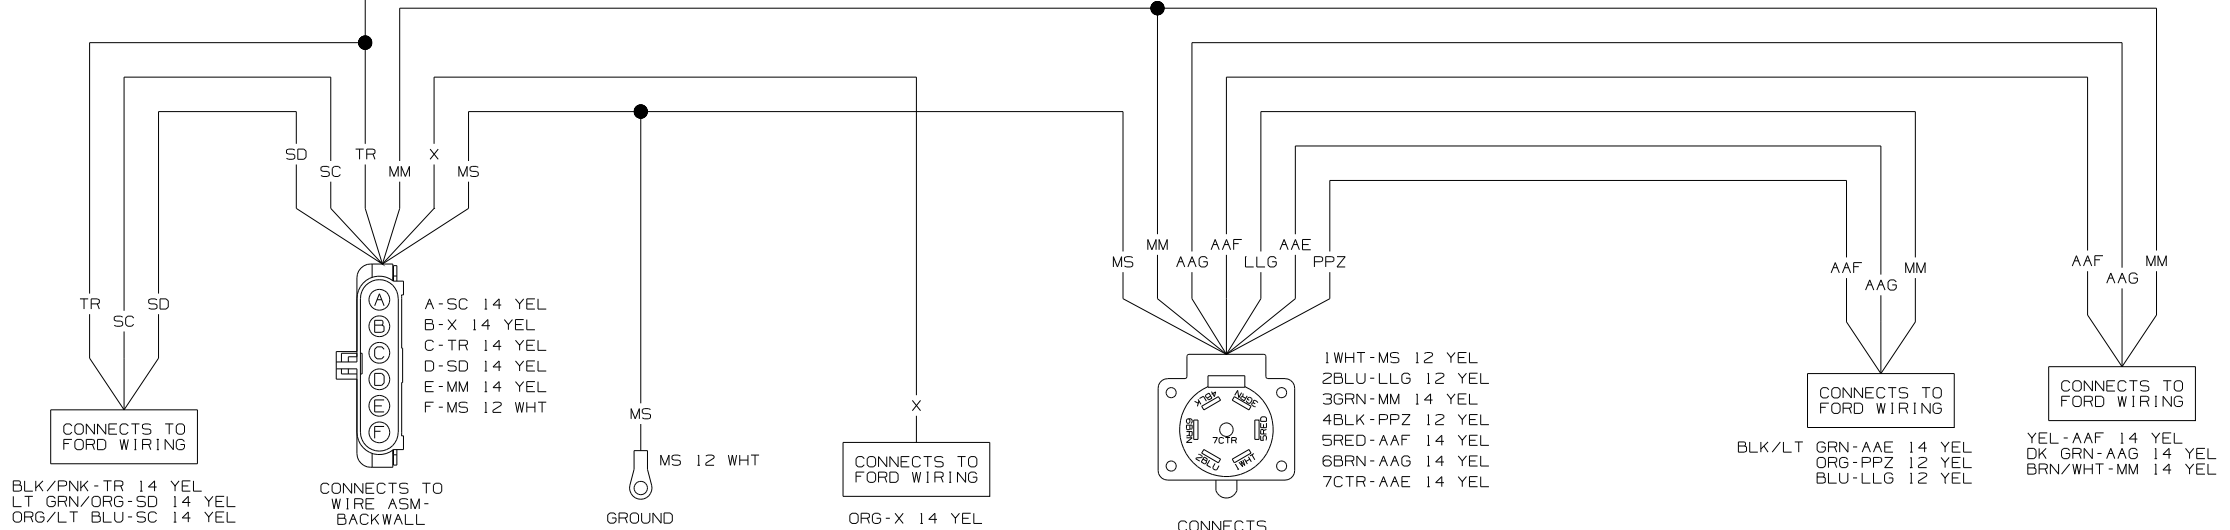 SD
SC
TR
MM
X
MS
TR
SC
SD
CONNECTS TO
FORD WIRING
BLK/PNK-TR 14 YEL
LT GRN/ORG-SD 14 YEL
ORG/LT BLU-SC 14 YEL
A
B
C
D
E
F
A-SC 14 YEL
B-X 14 YEL
C-TR 14 YEL
D-SD 14 YEL
E-MM 14 YEL
F-MS 12 WHT
CONNECTS TO
WIRE ASM-
BACKWALL
MS
MS 12 WHT
GROUND
X
CONNECTS TO
FORD WIRING
ORG-X 14 YEL
MS
MM
AAG
AAF
LLG
AAE
PPZ
4BLK
3GRN
6BRN
5RED
7CTR
2BLU
1WHT
1WHT-MS 12 YEL
2BLU-LLG 12 YEL
3GRN-MM 14 YEL
4BLK-PPZ 12 YEL
5RED-AAF 14 YEL
6BRN-AAG 14 YEL
7CTR-AAE 14 YEL
CONNECTS
AAF
AAG
MM
CONNECTS TO
FORD WIRING
BLK/LT GRN-AAE 14 YEL
ORG-PPZ 12 YEL
BLU-LLG 12 YEL
AAF
AAG
MM
CONNECTS TO
FORD WIRING
YEL-AAF 14 YEL
DK GRN-AAG 14 YEL
BRN/WHT-MM 14 YEL